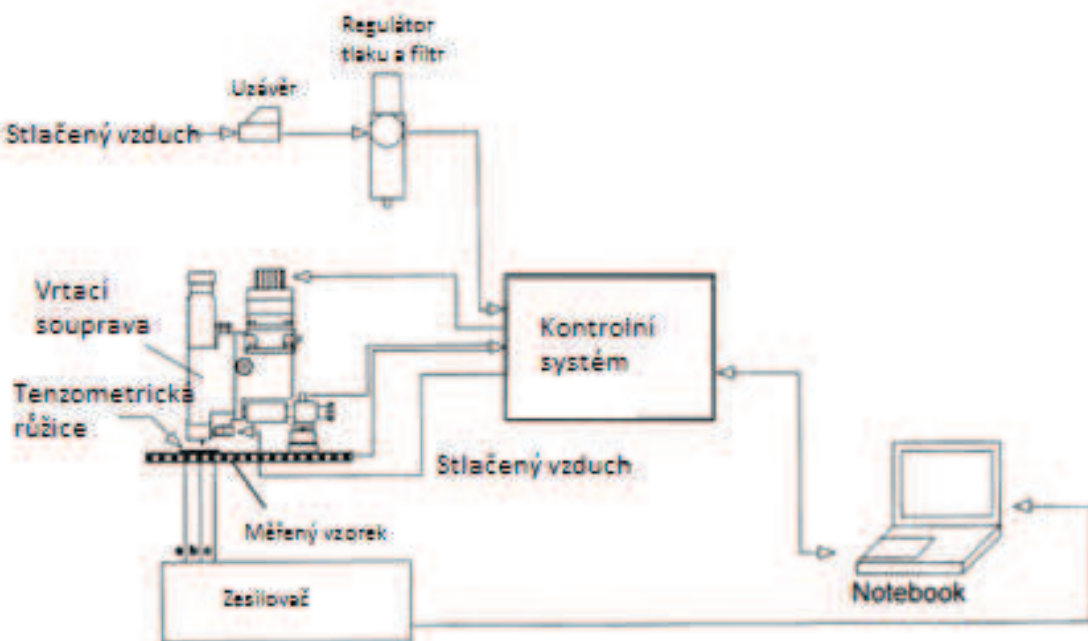 Regulátor
tlaku a filtr
Uzávěr
Stlačený vzduch
Vrtací
souprava
Kontrolní
systém
Tenzometrická
růžice
Stlačený vzduch
Měřený vzorek
Zesilovač
Notebook